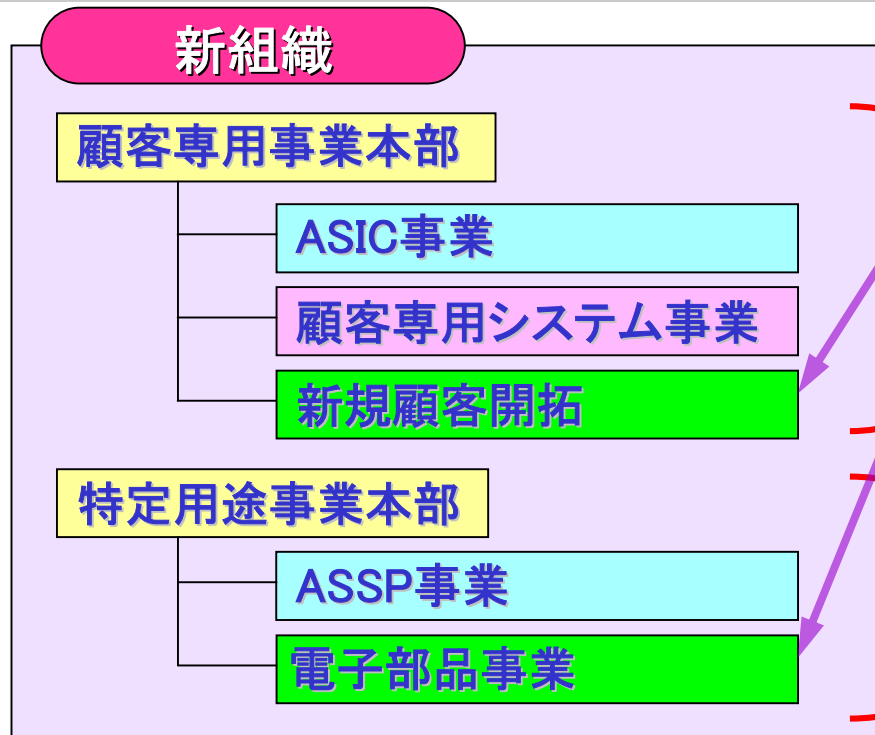 新組織
顧客専用事業本部
ASIC事業
顧客専用システム事業
新規顧客開拓
特定用途事業本部
ASSP事業
電子部品事業